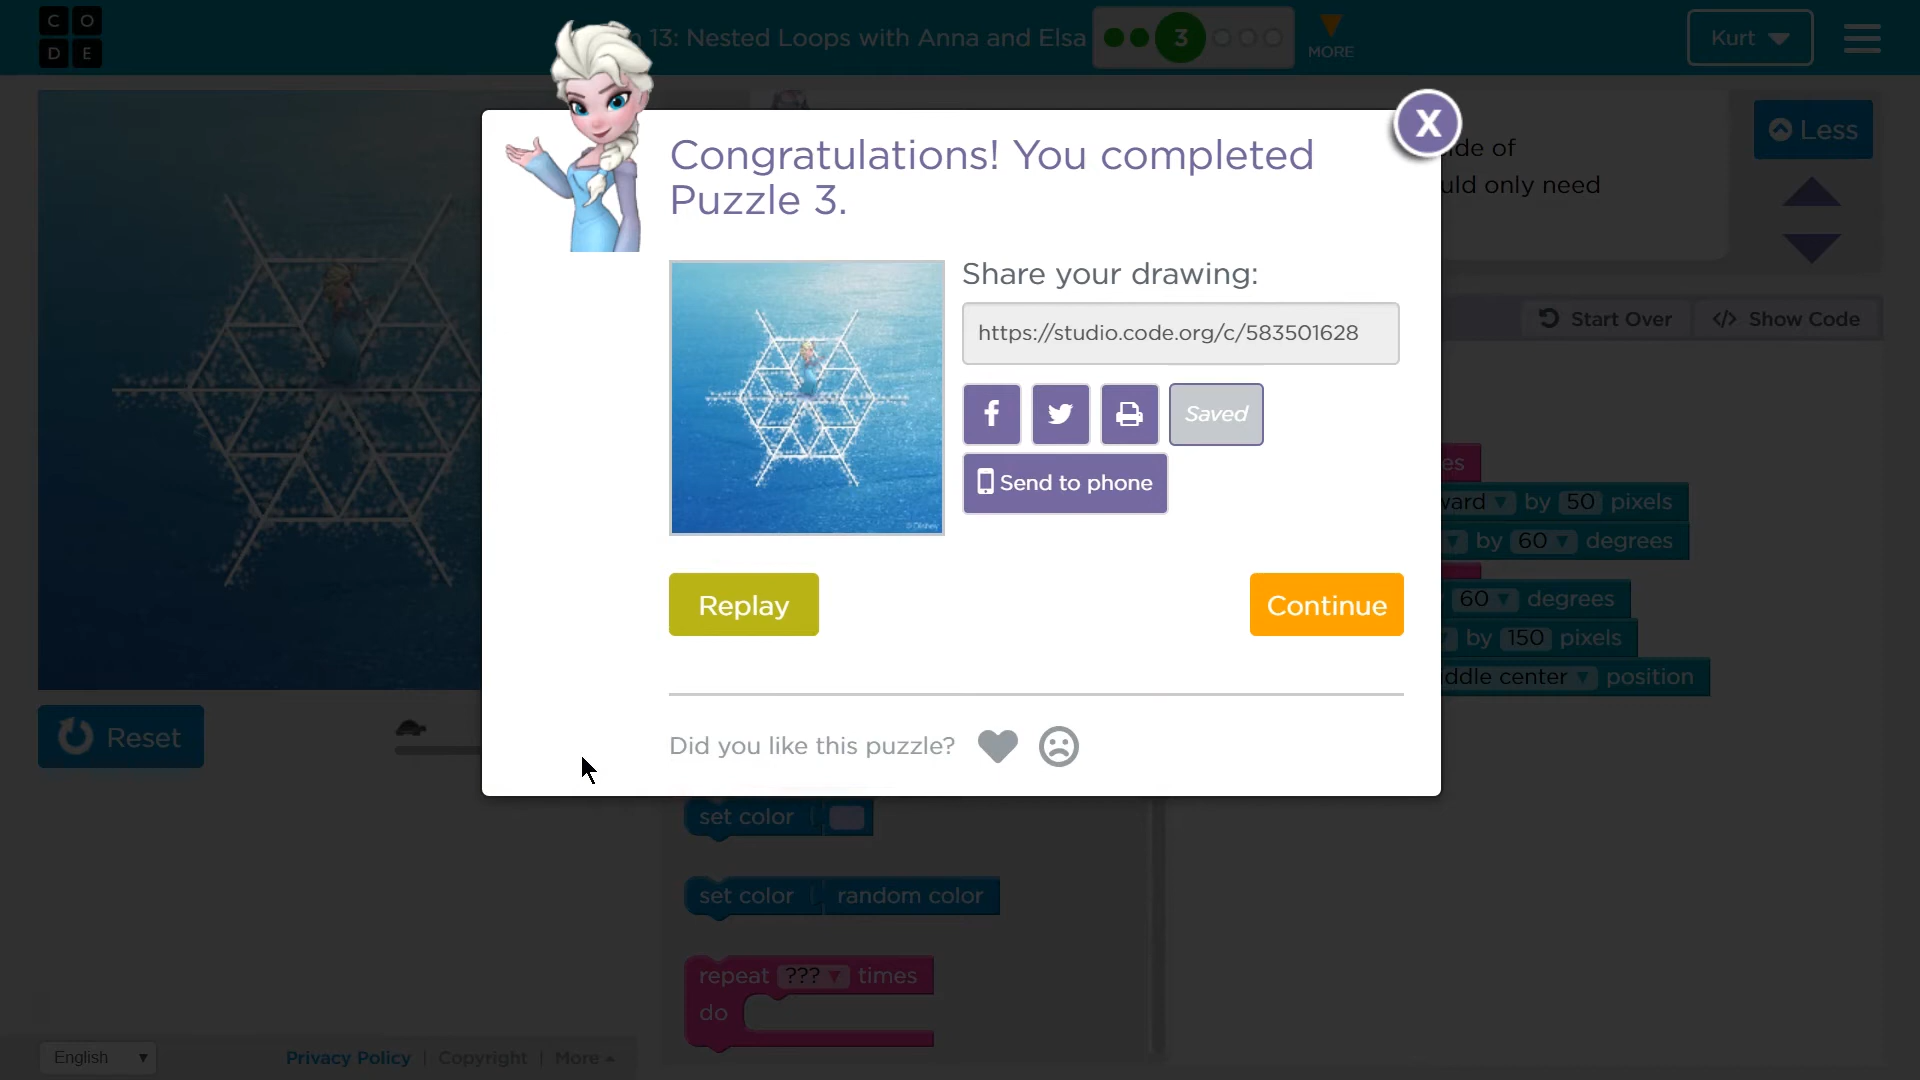 C O
D E
n 13: Nested Loops with Anna and Elsa
3
MORE
Kurt
Less
de of
uld only need
X
Congratulations! You completed
Puzzle 3.
Share your drawing:
https://studio.code.org/c/583501628
Start Over
</> Show Code
f
Saved
Send to phone
es
ward by 50 pixels
by 60 degrees
60 degrees
by 150 pixels
ddle center position
© Disney
Replay
Continue
Reset
Did you like this puzzle?
set color
set color random color
repeat ??? times
do
English
Privacy Policy | Copyright | More